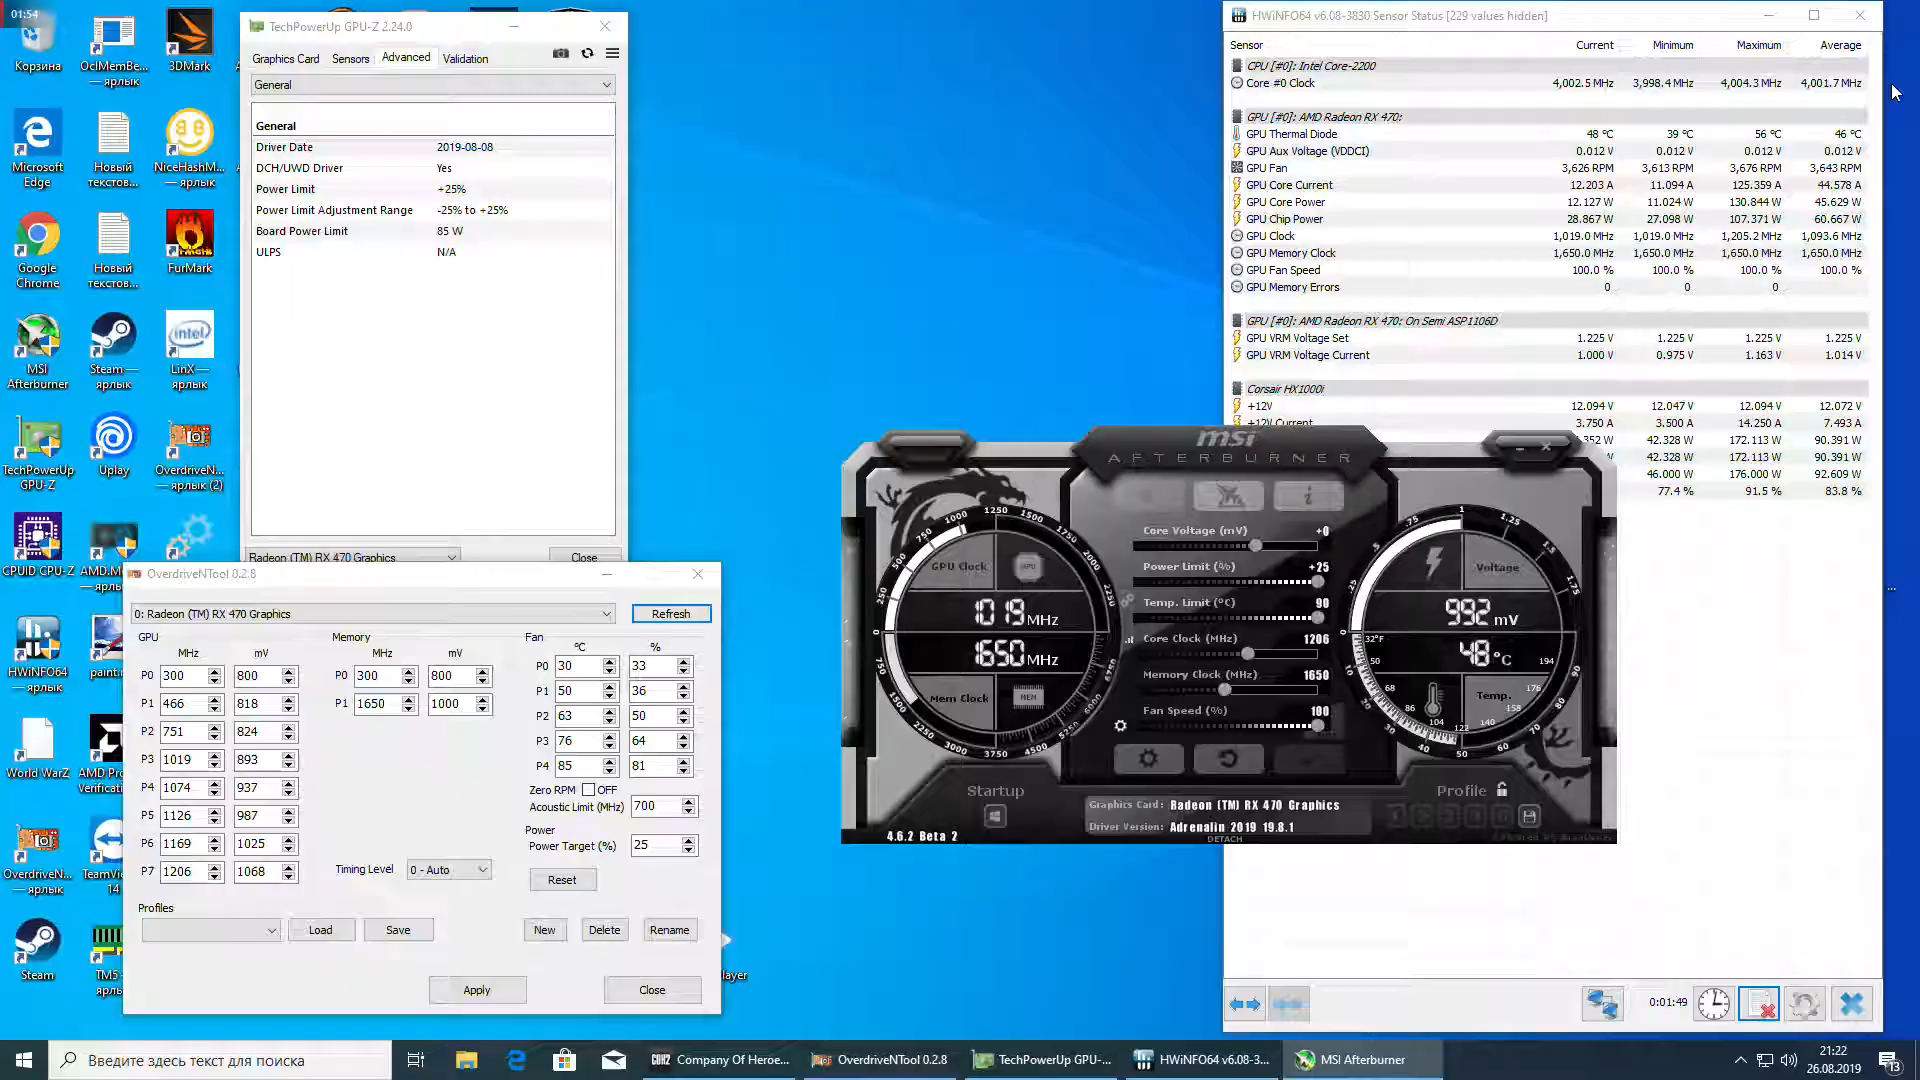 01:54
Корзина
OclMemBe... — ярлык
3DMark
Microsoft Edge
Новый текстов...
NiceHashM... — ярлык
Google Chrome
Новый текстов...
FurMark
MSI Afterburner
Steam — ярлык
LinX — ярлык
TechPowerUp GPU-Z
Uplay
OverdriveN... — ярлык (2)
CPUID CPU-Z
HWiNFO64 — ярлык
World WarZ
OverdriveN... — ярлык
Steam
TechPowerUp GPU-Z 2.24.0
Graphics Card Sensors Advanced Validation
General
General
Driver Date 2019-08-08
DCH/UWD Driver Yes
Power Limit +25%
Power Limit Adjustment Range -25% to +25%
Board Power Limit 85 W
ULPS N/A
Radeon (TM) RX 470 Graphics Close
OverdriveNTool 0.2.8
0: Radeon (TM) RX 470 Graphics Refresh
GPU Memory Fan
MHz mV MHz mV °C %
P0 300 800 P0 300 800 P0 30 33
P1 466 818 P1 1650 1000 P1 50 36
P2 751 824 P2 63 50
P3 1019 893 P3 76 64
P4 1074 937 P4 85 81
P5 1126 987
P6 1169 1025
P7 1206 1068
Zero RPM OFF
Acoustic Limit (MHz) 700
Power
Power Target (%) 25
Timing Level 0 - Auto
Reset
Profiles
Load Save New Delete Rename
Apply Close
HWiNFO64 v6.08-3830 Sensor Status [229 values hidden]
Sensor Current Minimum Maximum Average
CPU [#0]: Intel Core-2200
Core #0 Clock 4,002.5 MHz 3,998.4 MHz 4,004.3 MHz 4,001.7 MHz
GPU [#0]: AMD Radeon RX 470:
GPU Thermal Diode 48 °C 39 °C 56 °C 46 °C
GPU Aux Voltage (VDDCI) 0.012 V 0.012 V 0.012 V 0.012 V
GPU Fan 3,626 RPM 3,613 RPM 3,676 RPM 3,643 RPM
GPU Core Current 12.203 A 11.094 A 125.359 A 44.578 A
GPU Core Power 12.127 W 11.024 W 130.844 W 45.629 W
GPU Chip Power 28.867 W 27.098 W 107.371 W 60.667 W
GPU Clock 1,019.0 MHz 1,019.0 MHz 1,205.2 MHz 1,093.6 MHz
GPU Memory Clock 1,650.0 MHz 1,650.0 MHz 1,650.0 MHz 1,650.0 MHz
GPU Fan Speed 100.0 % 100.0 % 100.0 % 100.0 %
GPU Memory Errors 0 0 0
GPU [#0]: AMD Radeon RX 470: On Semi ASP1106D
GPU VRM Voltage Set 1.225 V 1.225 V 1.225 V 1.225 V
GPU VRM Voltage Current 1.000 V 0.975 V 1.163 V 1.014 V
Corsair HX1000i
+12V 12.094 V 12.047 V 12.094 V 12.072 V
+12V Current 3.750 A 3.500 A 14.250 A 7.493 A
42.328 W 172.113 W 90.391 W
42.328 W 172.113 W 90.391 W
46.000 W 176.000 W 92.609 W
77.4 % 91.5 % 83.8 %
0:01:49
msi
AFTERBURNER
Core Voltage (mV) +0
Power Limit (%) +25
Temp. Limit (°C) 90
Core Clock (MHz) 1206
Memory Clock (MHz) 1650
Fan Speed (%) 100
GPU Clock
1019 MHz
1650 MHz
Mem Clock
Voltage
992 mV
48 °C
Temp.
Startup
Profile
Graphics Card: Radeon (TM) RX 470 Graphics
Driver Version: Adrenalin 2019 19.8.1
4.6.2 Beta 2
DETACH
Введите здесь текст для поиска
Company Of Heroe...
OverdriveNTool 0.2.8
TechPowerUp GPU-...
HWiNFO64 v6.08-3...
MSI Afterburner
21:22
26.08.2019
13